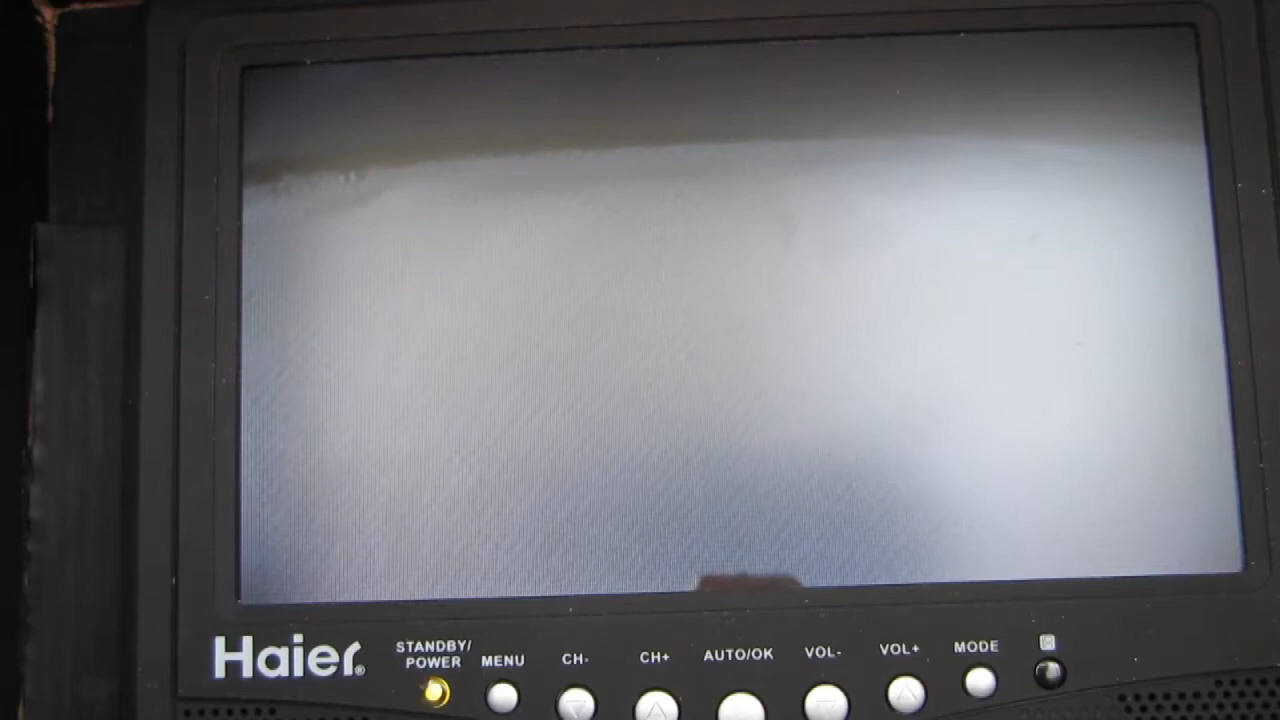 Haier®
STANDBY/
POWER
MENU
CH-
CH+
AUTO/OK
VOL-
VOL+
MODE